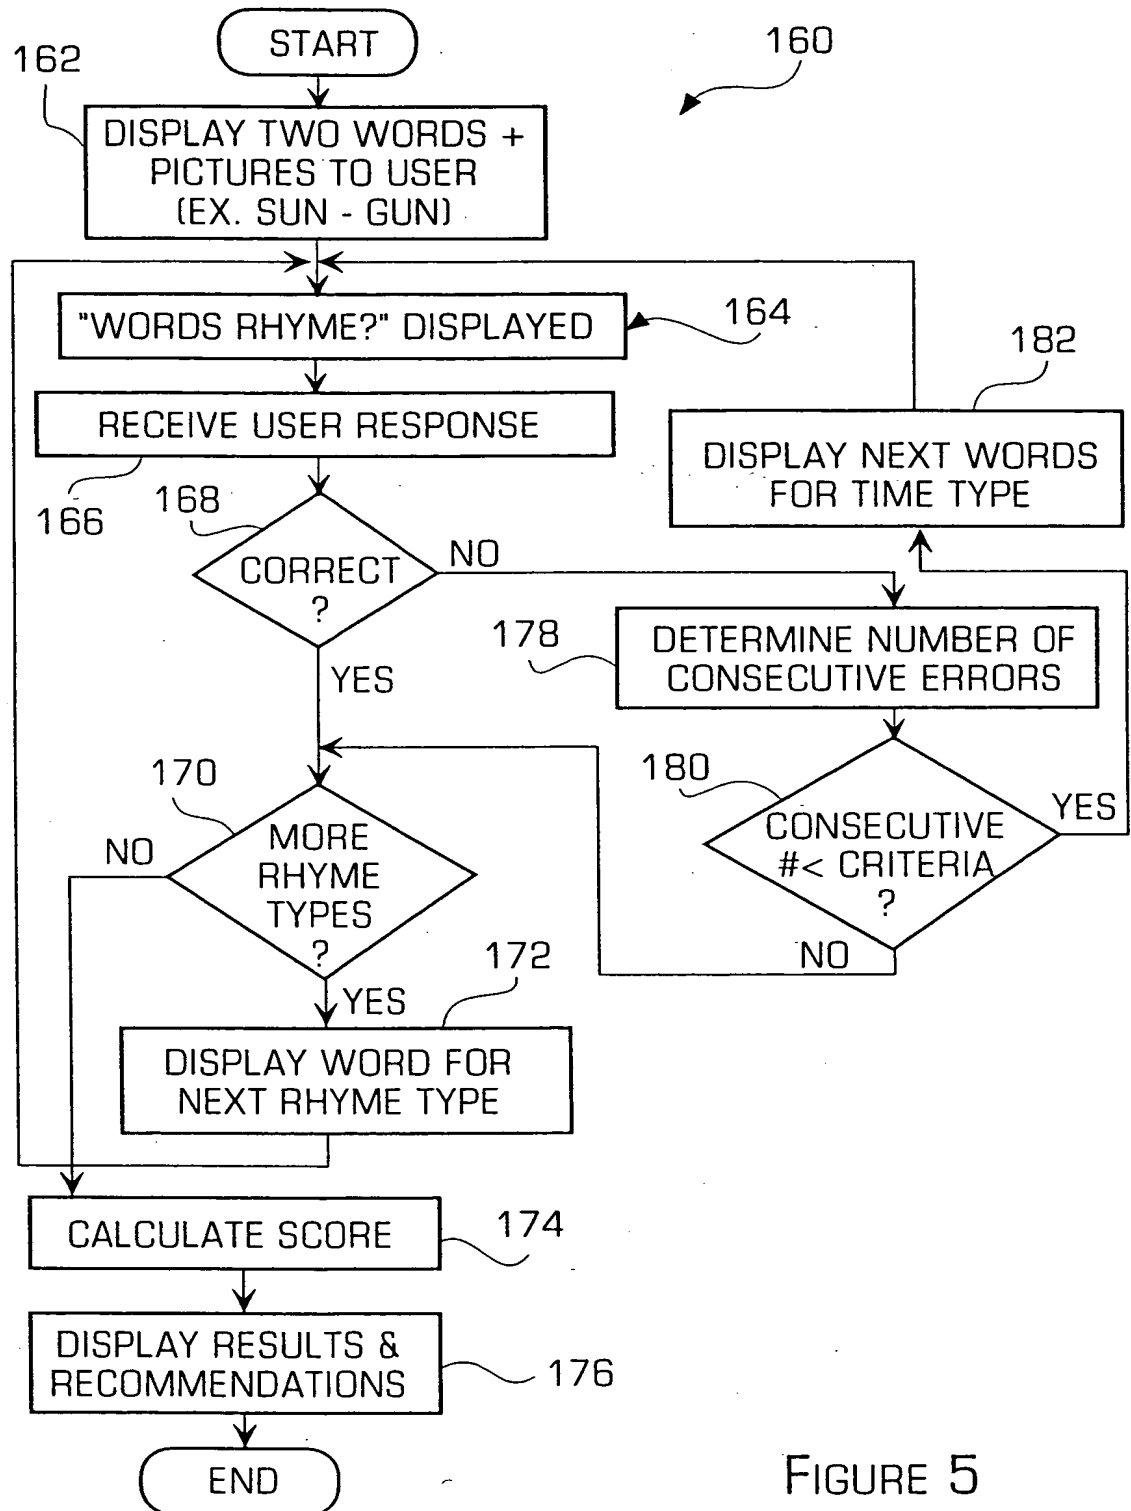 START
160
162
DISPLAY TWO WORDS +
PICTURES TO USER
(EX. SUN - GUN)
"WORDS RHYME?" DISPLAYED
164
182
RECEIVE USER RESPONSE
DISPLAY NEXT WORDS
FOR TIME TYPE
166
168
CORRECT
?
NO
YES
178
DETERMINE NUMBER OF
CONSECUTIVE ERRORS
170
180
MORE
RHYME
TYPES
?
NO
YES
CONSECUTIVE
#< CRITERIA
?
YES
NO
172
DISPLAY WORD FOR
NEXT RHYME TYPE
CALCULATE SCORE
174
DISPLAY RESULTS &
RECOMMENDATIONS
176
END
FIGURE 5